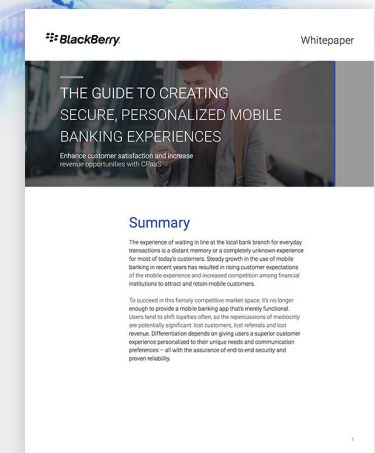 BlackBerry.
Whitepaper
THE GUIDE TO CREATING
SECURE, PERSONALIZED MOBILE
BANKING EXPERIENCES
Enhance customer satisfaction and increase
revenue opportunities with CPaaS
Summary
The experience of waiting in line at the local bank branch for everyday
transactions is a distant memory or a completely unknown experience
for most of today's customers. Steady growth in the use of mobile
banking in recent years has resulted in rising customer expectations
of the mobile experience and increased competition among financial
institutions to attract and retain mobile customers.
To succeed in this fiercely competitive market space, it's no longer
enough to provide a mobile banking app that's merely functional.
Users tend to shift loyalties often, so the repercussions of mediocrity
are potentially significant: lost customers, lost referrals and lost
revenue. Differentiation depends on giving users a superior customer
experience personalized to their unique needs and communication
preferences – all with the assurance of end-to-end security and
proven reliability.
1